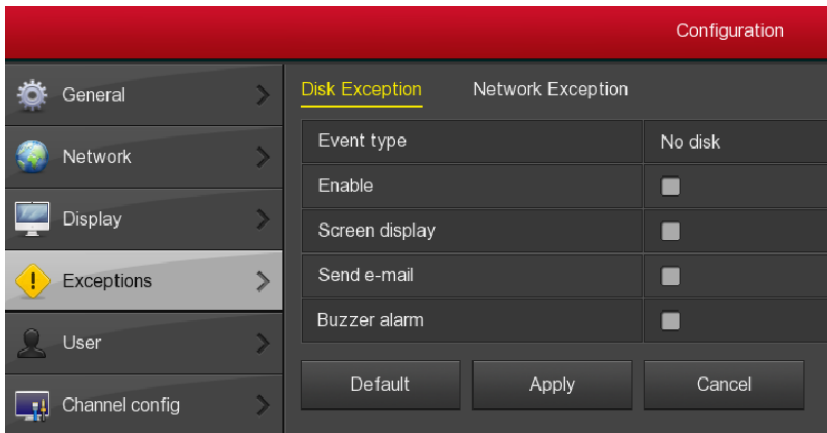 Configuration
General
Network
Display
Exceptions
User
Channel config
Disk Exception Network Exception
Event type No disk
Enable
Screen display
Send e-mail
Buzzer alarm
Default Apply Cancel